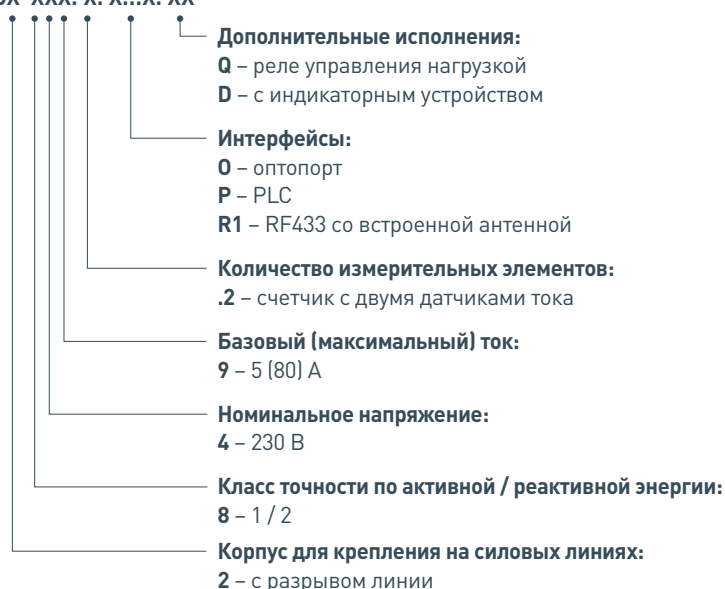 Дополнительные исполнения:
Q – реле управления нагрузкой
D – с индикаторным устройством
Интерфейсы:
O – оптопорт
P – PLC
R1 – RF433 со встроенной антенной
Количество измерительных элементов:
.2 – счетчик с двумя датчиками тока
Базовый (максимальный) ток:
9 – 5 (80) А
Номинальное напряжение:
4 – 230 В
Класс точности по активной / реактивной энергии:
8 – 1 / 2
Корпус для крепления на силовых линиях:
2 – с разрывом линии